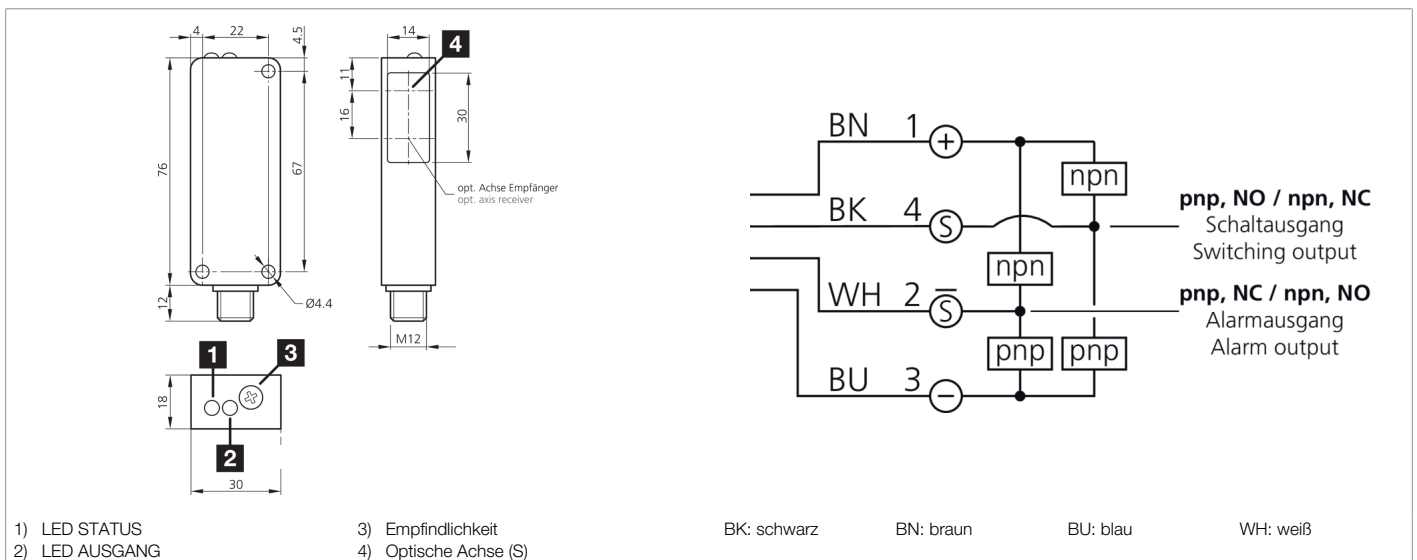 4 22 4.5
76
67
12
Ø4.4
14
4
11
16
30
opt. Achse Empfänger
opt. axis receiver
M12
1
3
18
2
30
BN 1 +
npn
pnp, NO / npn, NC
BK 4 S
Schaltausgang
Switching output
npn
pnp, NC / npn, NO
WH 2 S̅
Alarmausgang
pnp pnp
Alarm output
BU 3 −
1) LED STATUS
2) LED AUSGANG
3) Empfindlichkeit
4) Optische Achse (S)
BK: schwarz BN: braun BU: blau WH: weiß